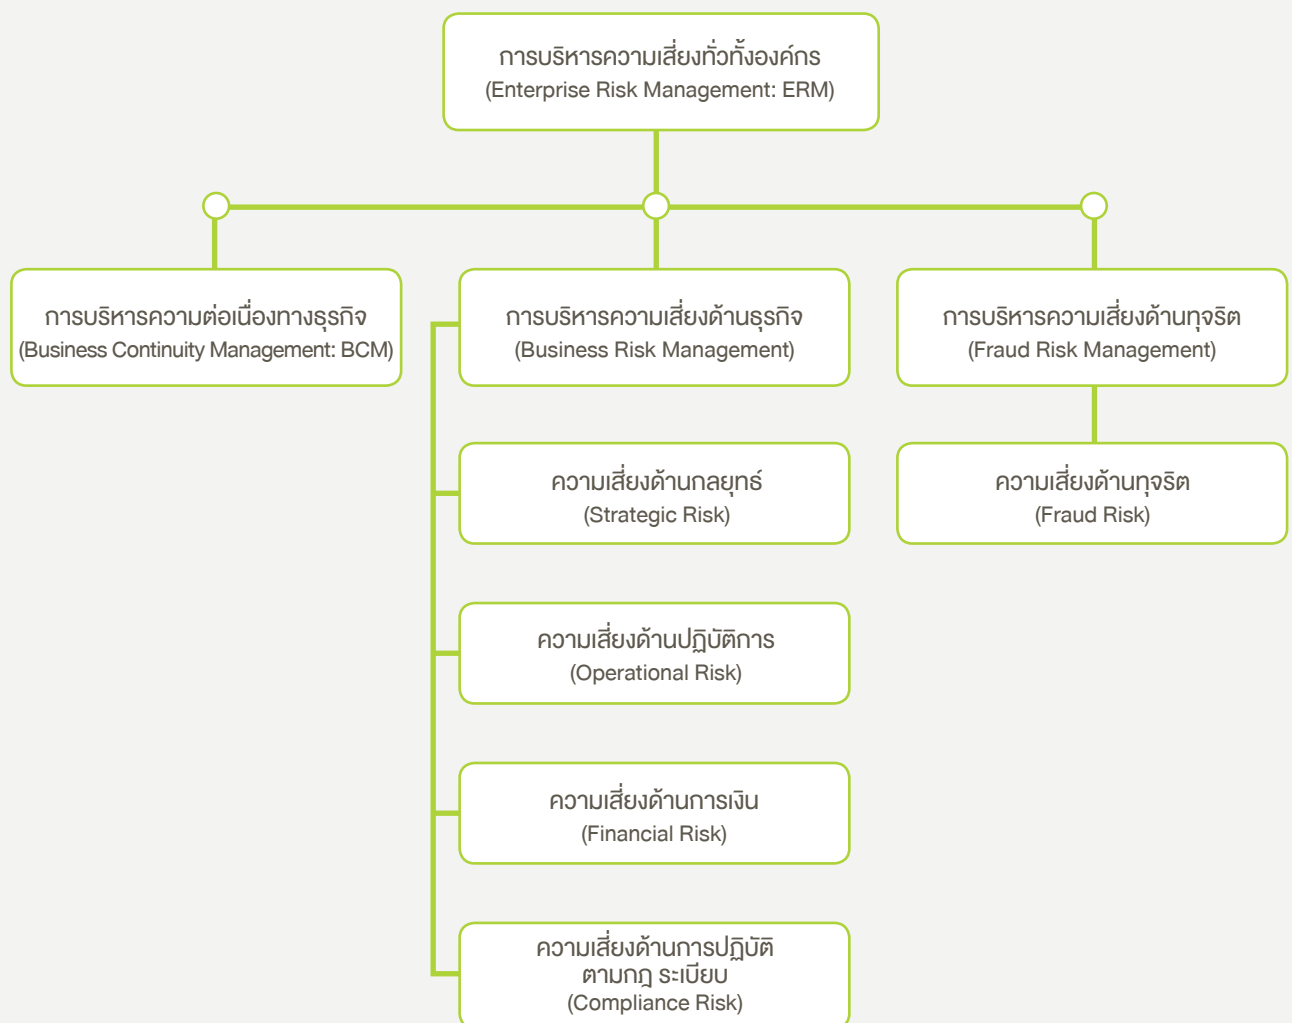 การบริหารความเสี่ยงทั่วทั้งองค์กร
(Enterprise Risk Management: ERM)
การบริหารความต่อเนื่องทางธุรกิจ
(Business Continuity Management: BCM)
การบริหารความเสี่ยงด้านธุรกิจ
(Business Risk Management)
การบริหารความเสี่ยงด้านทุจริต
(Fraud Risk Management)
ความเสี่ยงด้านกลยุทธ์
(Strategic Risk)
ความเสี่ยงด้านทุจริต
(Fraud Risk)
ความเสี่ยงด้านปฏิบัติการ
(Operational Risk)
ความเสี่ยงด้านการเงิน
(Financial Risk)
ความเสี่ยงด้านการปฏิบัติ
ตามกฎ ระเบียบ
(Compliance Risk)